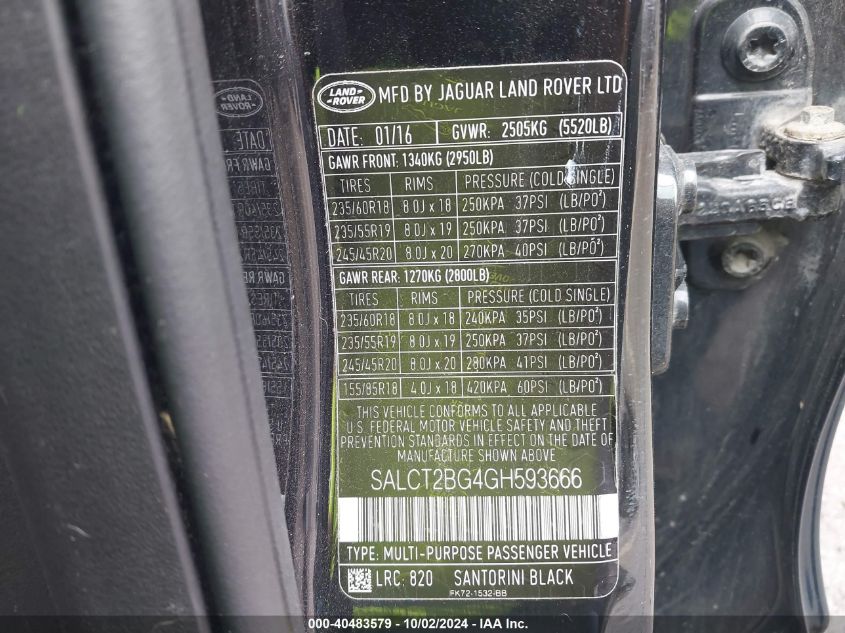 LAND ROVER MFD BY JAGUAR LAND ROVER LTD
DATE: 01/16 GVWR: 2505KG (5520LB)
GAWR FRONT: 1340KG (2950LB)
TIRES RIMS PRESSURE (COLD SINGLE)
235/60R18 8.0J x 18 250KPA 37PSI (LB/PO²)
235/55R19 8.0J x 19 250KPA 37PSI (LB/PO²)
245/45R20 8.0J x 20 270KPA 40PSI (LB/PO²)
GAWR REAR: 1270KG (2800LB)
TIRES RIMS PRESSURE (COLD SINGLE)
235/60R18 8.0J x 18 240KPA 35PSI (LB/PO²)
235/55R19 8.0J x 19 250KPA 37PSI (LB/PO²)
245/45R20 8.0J x 20 280KPA 41PSI (LB/PO²)
155/85R18 4.0J x 18 420KPA 60PSI (LB/PO²)
THIS VEHICLE CONFORMS TO ALL APPLICABLE
U.S. FEDERAL MOTOR VEHICLE SAFETY AND THEFT
PREVENTION STANDARDS IN EFFECT ON THE DATE OF
MANUFACTURE SHOWN ABOVE
SALCT2BG4GH593666
TYPE: MULTI-PURPOSE PASSENGER VEHICLE
LRC: 820 SANTORINI BLACK
FK72-1532-BB
000-40483579 - 10/02/2024 - IAA Inc.